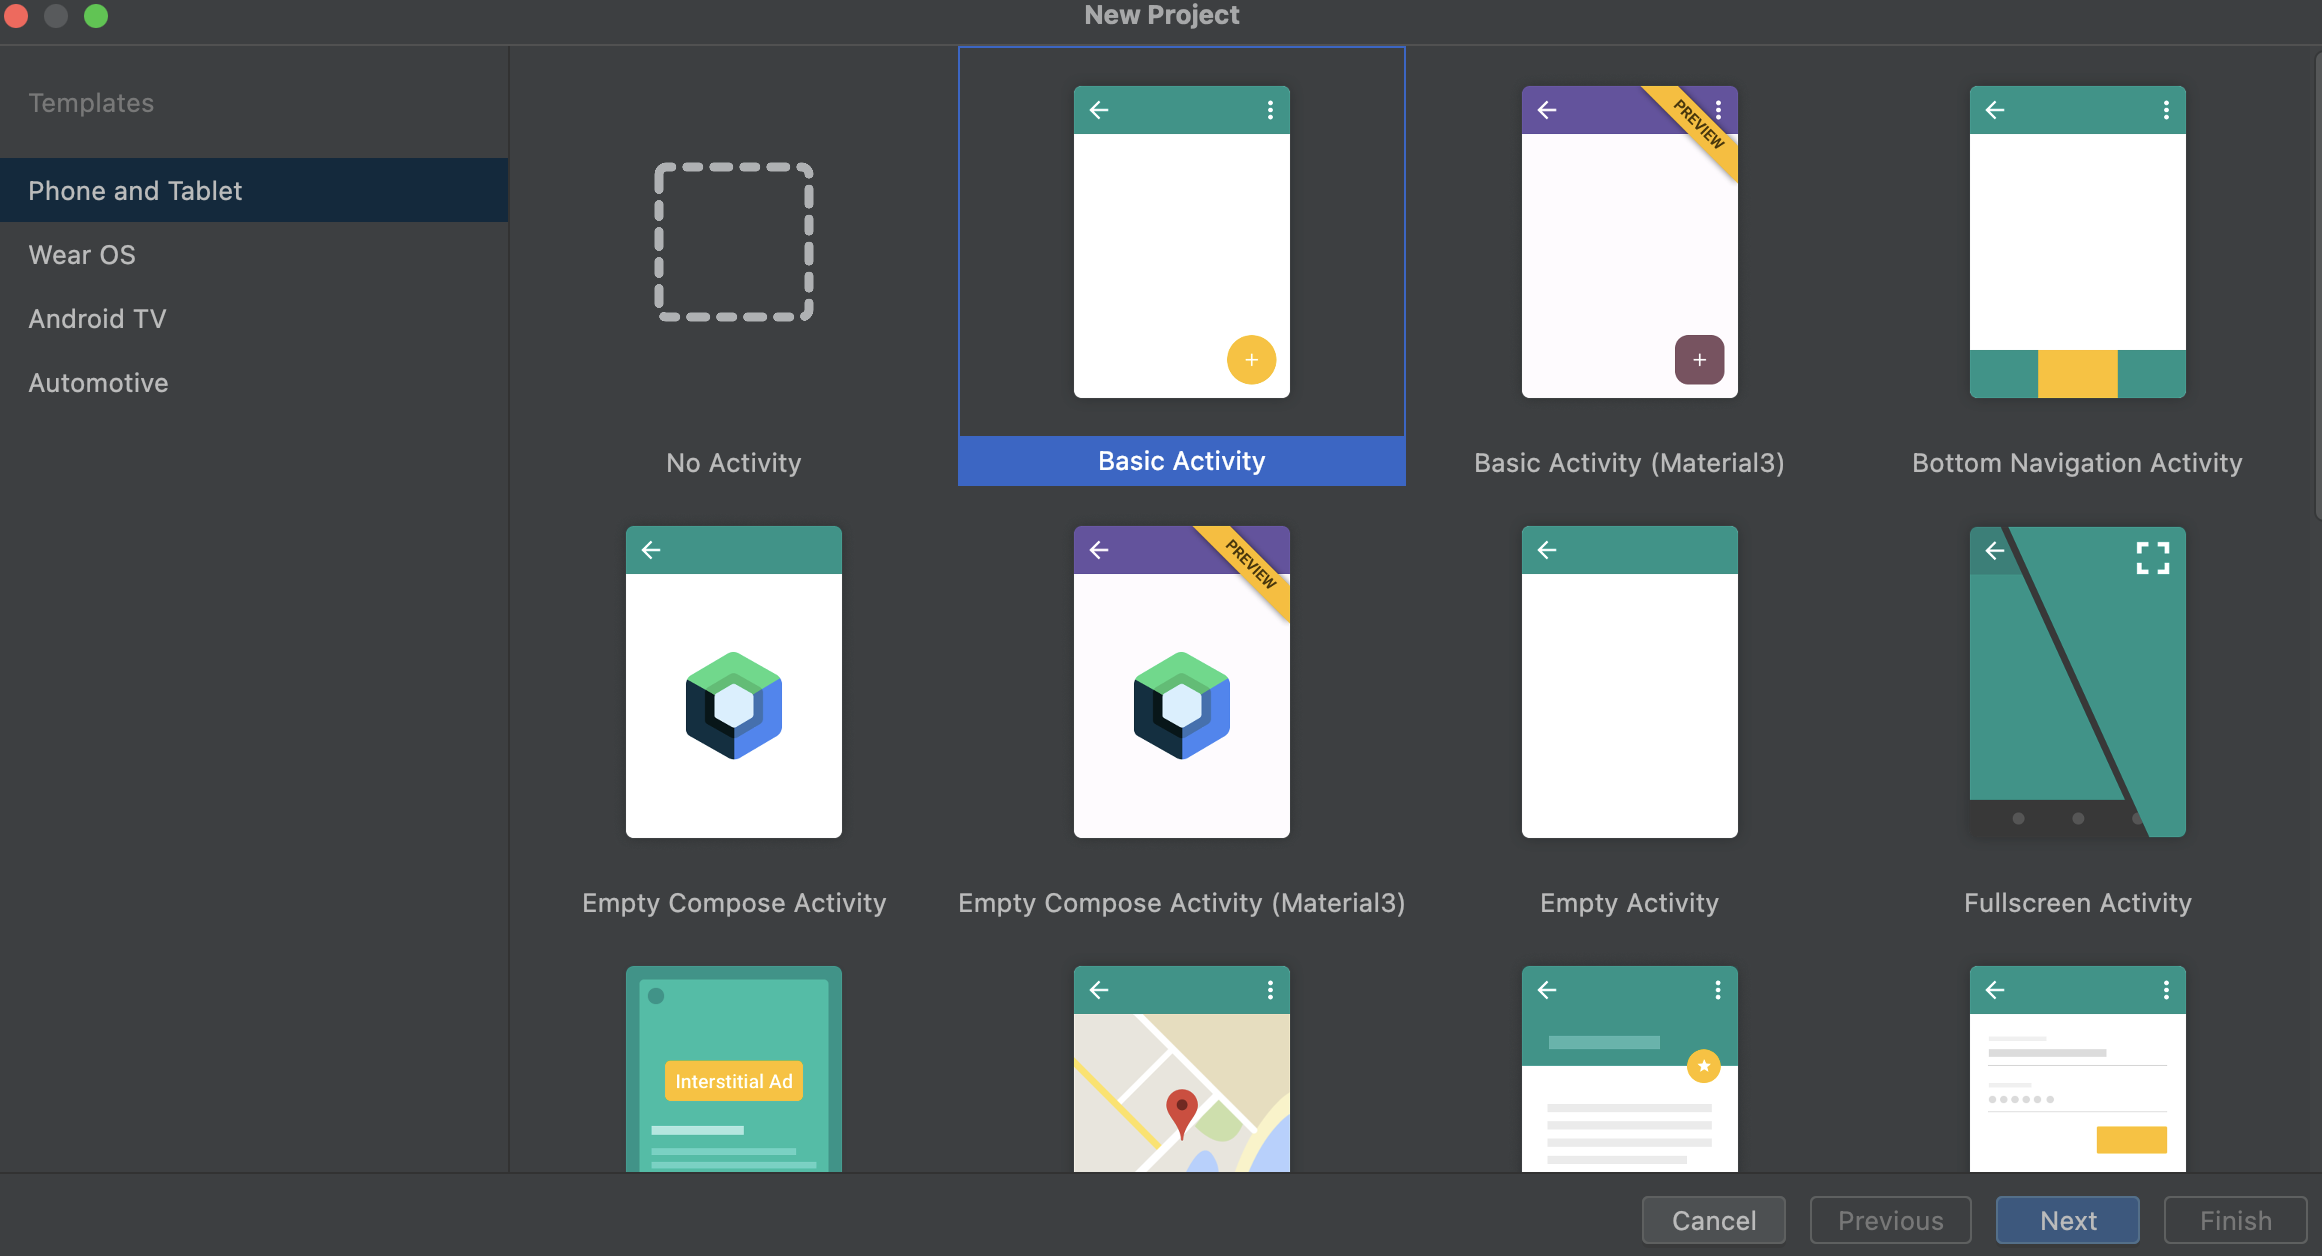 New Project
Templates
Phone and Tablet
Wear OS
Android TV
Automotive
PREVIEW
No Activity
Basic Activity
Basic Activity (Material3)
Bottom Navigation Activity
PREVIEW
Empty Compose Activity
Empty Compose Activity (Material3)
Empty Activity
Fullscreen Activity
Interstitial Ad
Cancel
Previous
Next
Finish